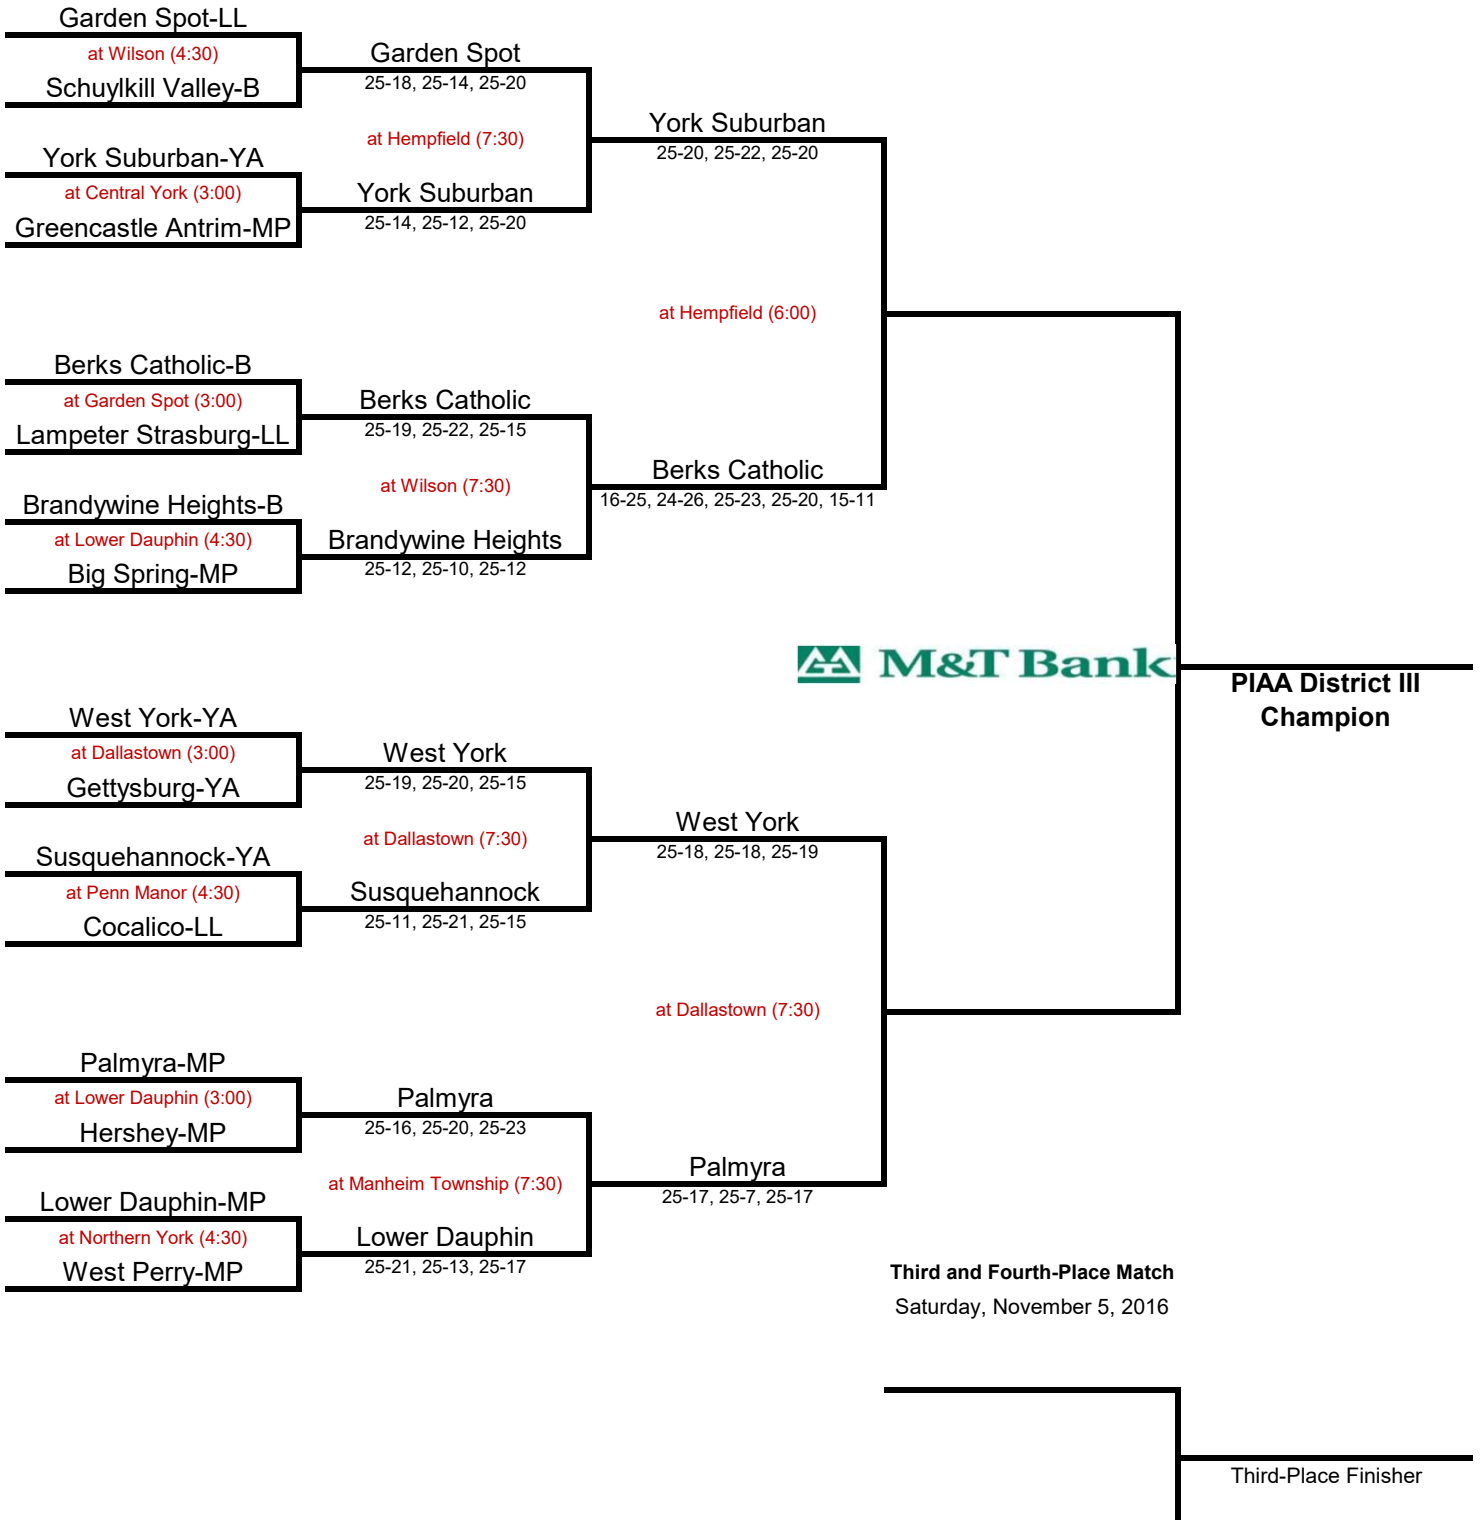 Garden Spot-LL
at Wilson (4:30)
Schuylkill Valley-B
York Suburban-YA
at Central York (3:00)
Greencastle Antrim-MP
Berks Catholic-B
at Garden Spot (3:00)
Lampeter Strasburg-LL
Brandywine Heights-B
at Lower Dauphin (4:30)
Big Spring-MP
West York-YA
at Dallastown (3:00)
Gettysburg-YA
Susquehannock-YA
at Penn Manor (4:30)
Cocalico-LL
Palmyra-MP
at Lower Dauphin (3:00)
Hershey-MP
Lower Dauphin-MP
at Northern York (4:30)
West Perry-MP
Garden Spot
25-18, 25-14, 25-20
at Hempfield (7:30)
York Suburban
25-14, 25-12, 25-20
Berks Catholic
25-19, 25-22, 25-15
at Wilson (7:30)
Brandywine Heights
25-12, 25-10, 25-12
West York
25-19, 25-20, 25-15
at Dallastown (7:30)
Susquehannock
25-11, 25-21, 25-15
Palmyra
25-16, 25-20, 25-23
at Manheim Township (7:30)
Lower Dauphin
25-21, 25-13, 25-17
York Suburban
25-20, 25-22, 25-20
at Hempfield (6:00)
Berks Catholic
16-25, 24-26, 25-23, 25-20, 15-11
M&T Bank
West York
25-18, 25-18, 25-19
at Dallastown (7:30)
Palmyra
25-17, 25-7, 25-17
PIAA District III
Champion
Third and Fourth-Place Match
Saturday, November 5, 2016
Third-Place Finisher